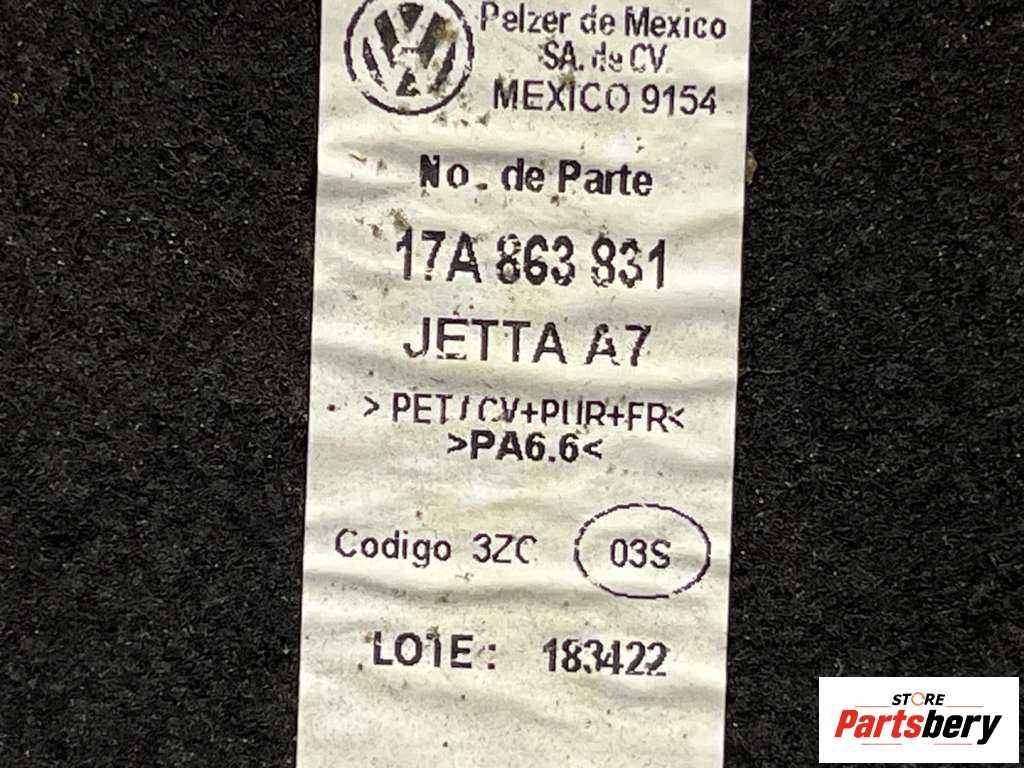 Pelzer de Mexico
SA. de CV
MEXICO 9154
No. de Parte
17A 863 831
JETTA A7
>PET/CV+PUR+FR<
>PA6.6<
Codigo 3ZC 03S
LOTE: 183422
STORE
Partsbery